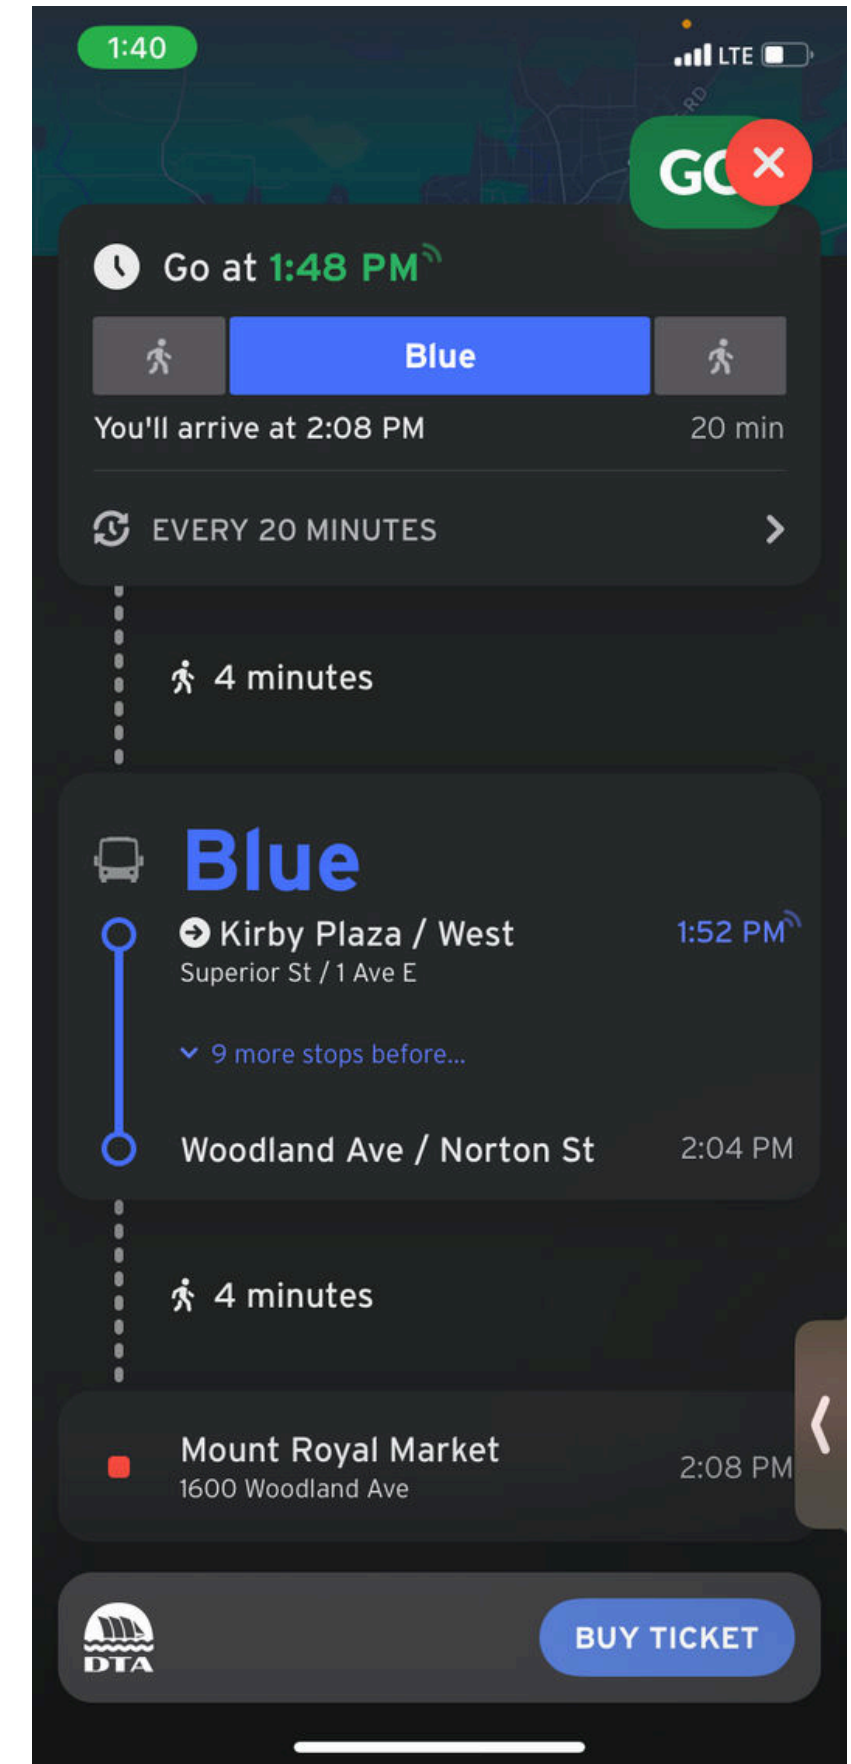 1:40
LTE
RD
GO
Go at 1:48 PM
Blue
You'll arrive at 2:08 PM 20 min
EVERY 20 MINUTES
4 minutes
Blue
Kirby Plaza / West 1:52 PM
Superior St / 1 Ave E
9 more stops before...
Woodland Ave / Norton St 2:04 PM
4 minutes
Mount Royal Market 2:08 PM
1600 Woodland Ave
DTA BUY TICKET